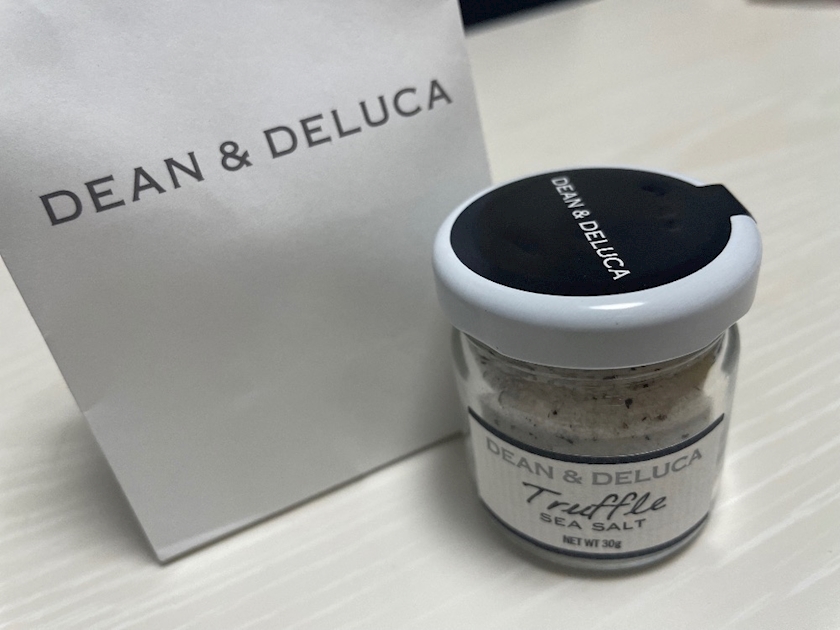 DEAN & DELUCA
DEAN & DELUCA
DEAN & DELUCA
Truffle
SEA SALT
NET WT 30g